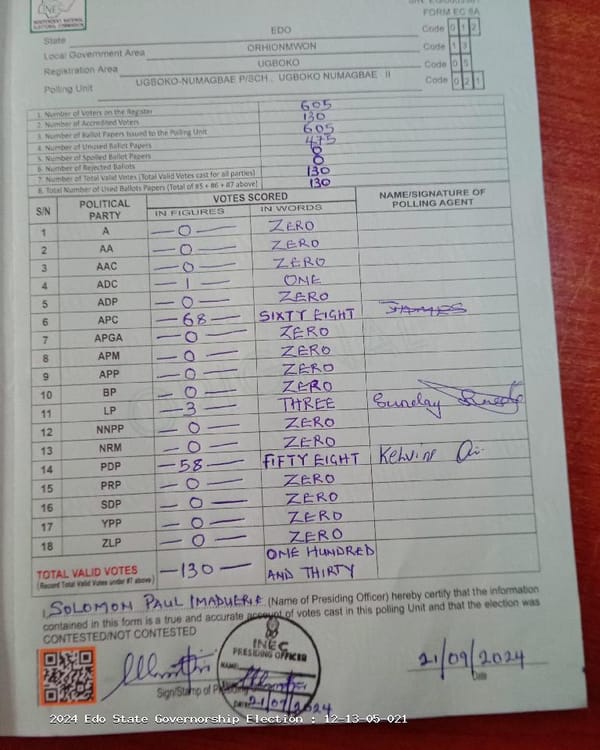 FORM EC 8A
INDEPENDENT NATIONAL ELECTORAL COMMISSION
State EDO Code 0 1 2
Local Government Area ORHIONMWON Code 1 3
Registration Area UGBOKO Code 0 5
Polling Unit UGBOKO-NUMAGBAE P/SCH., UGBOKO NUMAGBAE II Code 0 2 1
1. Number of Voters on the Register 605
2. Number of Accredited Voters 130
3. Number of Ballot Papers Issued to the Polling Unit 605
4. Number of Unused Ballot Papers 475
5. Number of Spoiled Ballot Papers 0
6. Number of Rejected Ballots 0
7. Number of Total Valid Votes (Total Valid Votes cast for all parties) 130
8. Total Number of Used Ballots Papers (Total of #5 + #6 + #7 above) 130
S/N POLITICAL PARTY VOTES SCORED NAME/SIGNATURE OF POLLING AGENT
IN FIGURES IN WORDS
1 A 0 ZERO
2 AA 0 ZERO
3 AAC 0 ZERO
4 ADC 1 ONE
5 ADP 0 ZERO
6 APC 68 SIXTY EIGHT JAMES
7 APGA 0 ZERO
8 APM 0 ZERO
9 APP 0 ZERO
10 BP 0 ZERO
11 LP 3 THREE Sunday
12 NNPP 0 ZERO
13 NRM 0 ZERO
14 PDP 58 FIFTY EIGHT Kelvine
15 PRP 0 ZERO
16 SDP 0 ZERO
17 YPP 0 ZERO
18 ZLP 0 ZERO
TOTAL VALID VOTES 130 ONE HUNDRED
(Record Total Valid Votes under #7 above) AND THIRTY
I, SOLOMON PAUL IMADUERIE (Name of Presiding Officer) hereby certify that the information
contained in this form is a true and accurate account of votes cast in this polling Unit and that the election was
CONTESTED/NOT CONTESTED
INEC
PRESIDING OFFICER
NAME:
21/09/2024
Sign/Stamp of
Date
DATE: 21/09/2024
2024 Edo State Governorship Election : 12-13-05-021